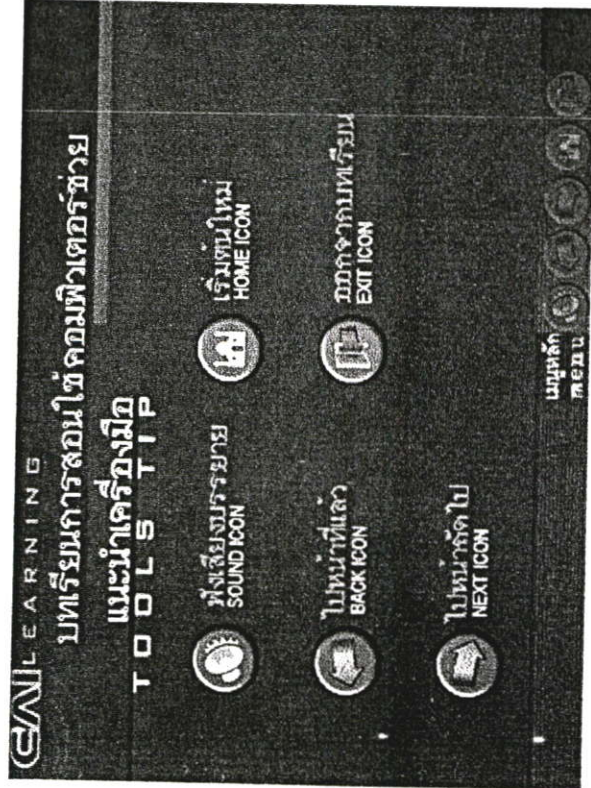 CAI LEARNING
บทเรียนการสอนใช้คอมพิวเตอร์ช่วย
แนะนำเครื่องมือ
TOOLS TIP
ฟังเสียงบรรยาย
SOUND ICON
ไปหน้าที่แล้ว
BACK ICON
ไปหน้าถัดไป
NEXT ICON
เริ่มต้นใหม่
HOME ICON
ออกจากบทเรียน
EXIT ICON
เมนูหลัก
menu